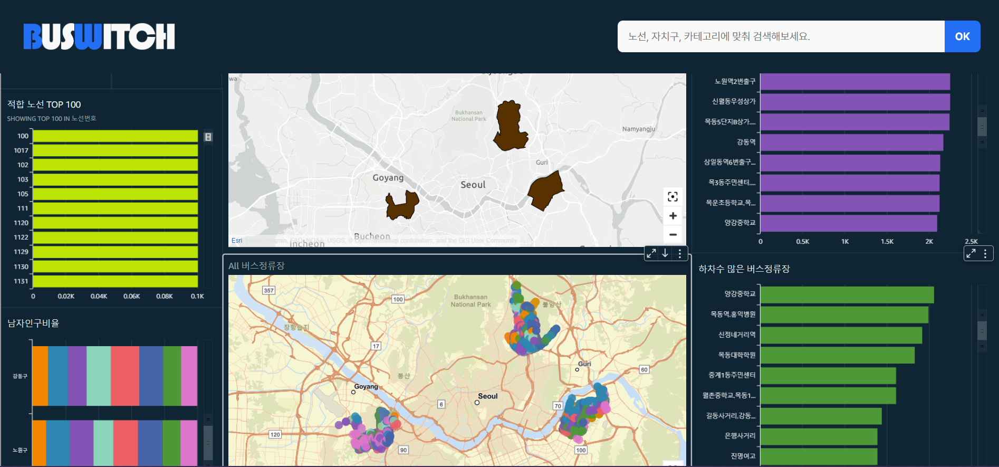 BUSWITCH
노선, 자치구, 카테고리에 맞춰 검색해보세요.
OK
적합 노선 TOP 100
SHOWING TOP 100 IN 노선번호
100
1017
102
103
105
111
1120
1122
1129
1130
1131
0
0.02K
0.04K
0.06K
0.08K
0.1K
남자인구비율
강동구
노원구
wa
Bukhansan
National Park
Namyangju
Guri
Goyang
Seoul
Bucheon
Incheon
Esri, HERE, Garmin, FAO, NOAA, USGS, © OpenStreetMap contributors, and the GIS User Community
All 버스정류장
357
100
Bukhansan
National Park
불암산
장항습지
17
Guri
60
봉산
Goyang
Seoul
6
70
120
90
100
노원역2번출구
신월동우성상가
목동5단지B상가....
강동역
상일동역6번출구...
목3동주민센터....
목운초등학교.목...
양강중학교
0
0.5K
1K
1.5K
2K
2.5K
하차수 많은 버스정류장
양강중학교
목동역.홍익병원
신정네거리역
목동대학학원
중계1동주민센터
월촌중학교.목동1...
길동사거리.강동...
은행사거리
진명여고